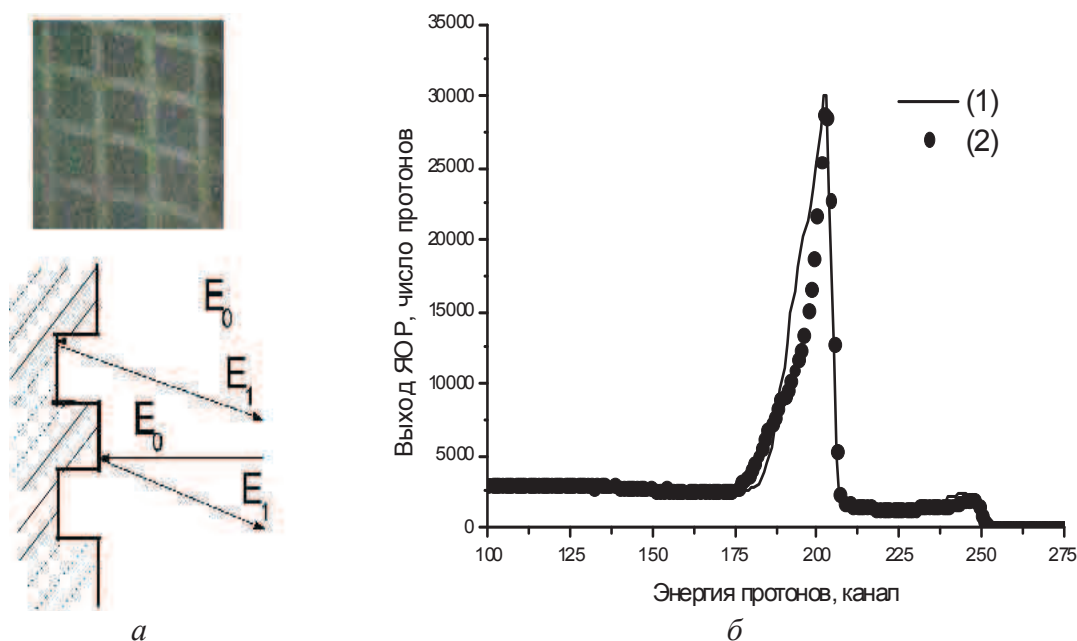 E₀
E₁
E₀
E₁
а
Выход ЯОР, число протонов
35000
30000
25000
20000
15000
10000
5000
0
100 125 150 175 200 225 250 275
Энергия протонов, канал
(1)
(2)
б